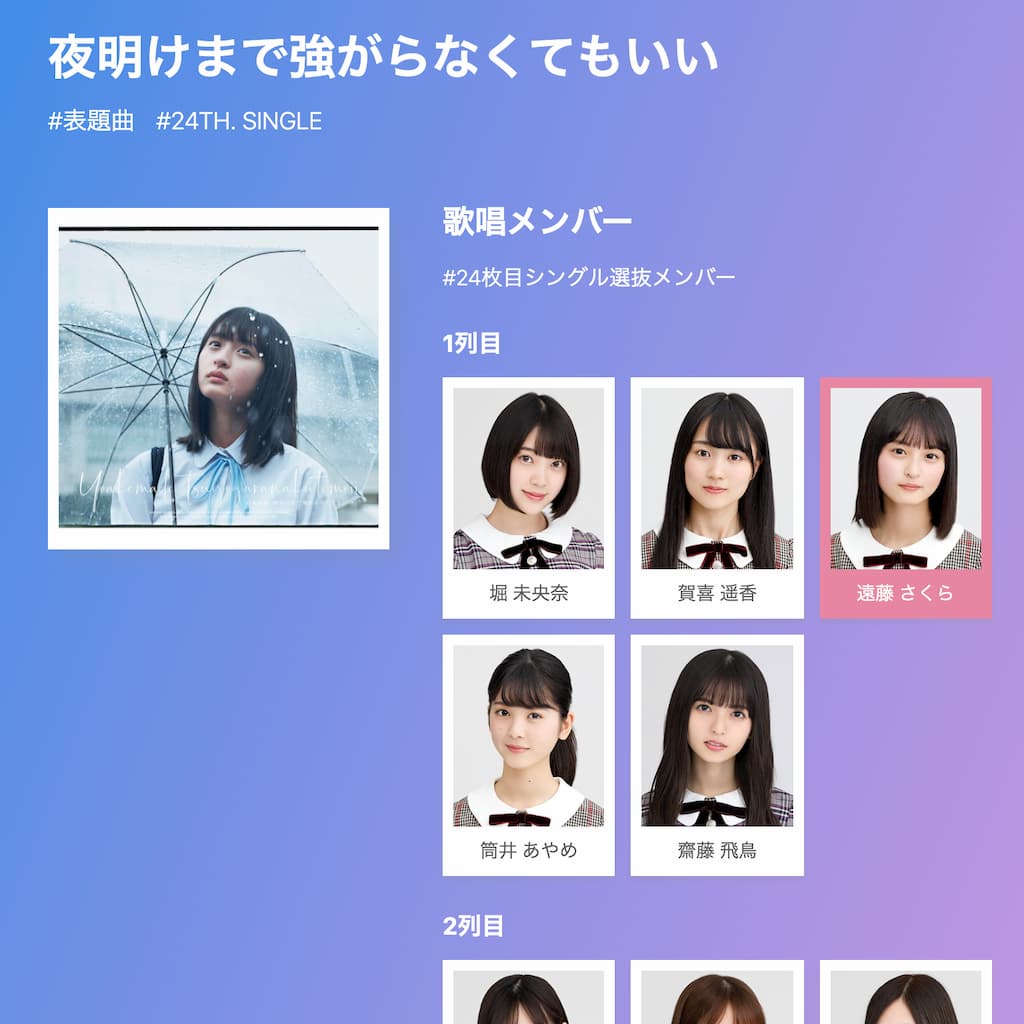 夜明けまで強がらなくてもいい
#表題曲 #24TH. SINGLE
歌唱メンバー
#24枚目シングル選抜メンバー
1列目
堀 未央奈
賀喜 遥香
遠藤 さくら
筒井 あやめ
齋藤 飛鳥
2列目